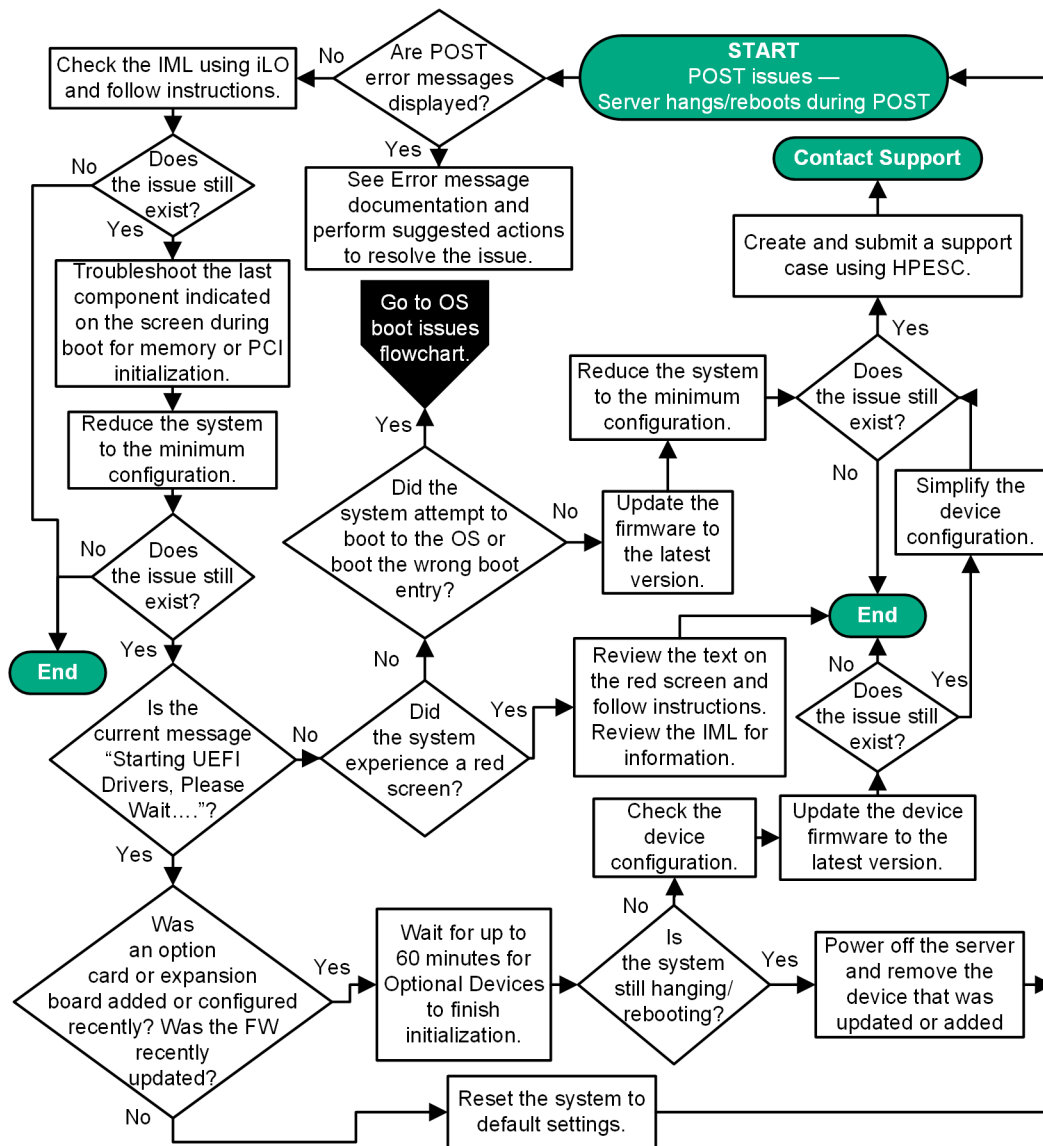 START
POST issues —
Server hangs/reboots during POST
Are POST
error messages
displayed?
No
Check the IML using iLO
and follow instructions.
Yes
See Error message
documentation and
perform suggested actions
to resolve the issue.
No
Does
the issue still
exist?
Yes
Troubleshoot the last
component indicated
on the screen during
boot for memory or PCI
initialization.
Reduce the system
to the minimum
configuration.
No
Does
the issue still
exist?
Yes
End
Is the
current message
“Starting UEFI
Drivers, Please
Wait....”?
No
Did
the system
experience a red
screen?
Yes
Review the text on
the red screen and
follow instructions.
Review the IML for
information.
No
Did the
system attempt to
boot to the OS or
boot the wrong boot
entry?
Yes
Go to OS
boot issues
flowchart.
No
Update the
firmware to
the latest
version.
Reduce the system
to the minimum
configuration.
Does
the issue still
exist?
Yes
Create and submit a support
case using HPESC.
Contact Support
No
End
Simplify the
device
configuration.
No
Does
the issue still
exist?
Yes
Check the
device
configuration.
Update the device
firmware to the
latest version.
Yes
Was
an option
card or expansion
board added or configured
recently? Was the FW
recently
updated?
Yes
Wait for up to
60 minutes for
Optional Devices
to finish
initialization.
No
Is
the system
still hanging/
rebooting?
Yes
Power off the server
and remove the
device that was
updated or added
No
Reset the system to
default settings.